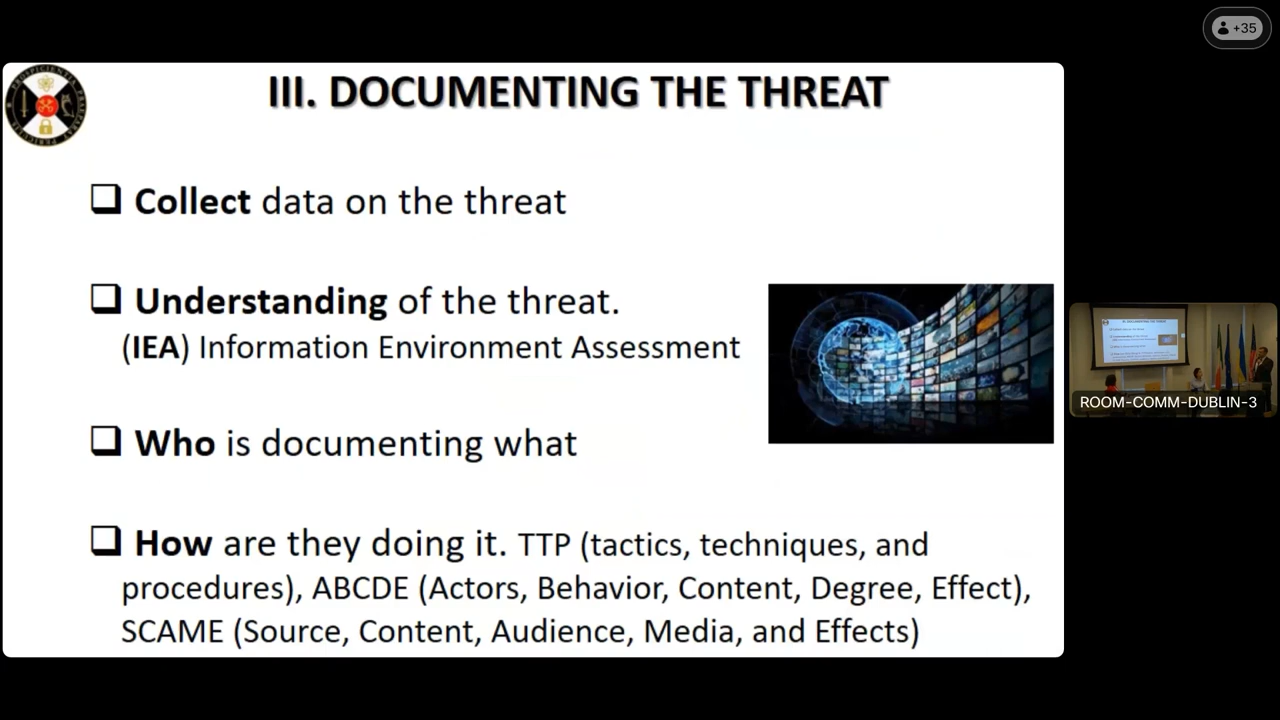 +35
III. DOCUMENTING THE THREAT
Collect data on the threat
Understanding of the threat.
(IEA) Information Environment Assessment
Who is documenting what
How are they doing it. TTP (tactics, techniques, and
procedures), ABCDE (Actors, Behavior, Content, Degree, Effect),
SCAME (Source, Content, Audience, Media, and Effects)
ROOM-COMM-DUBLIN-3